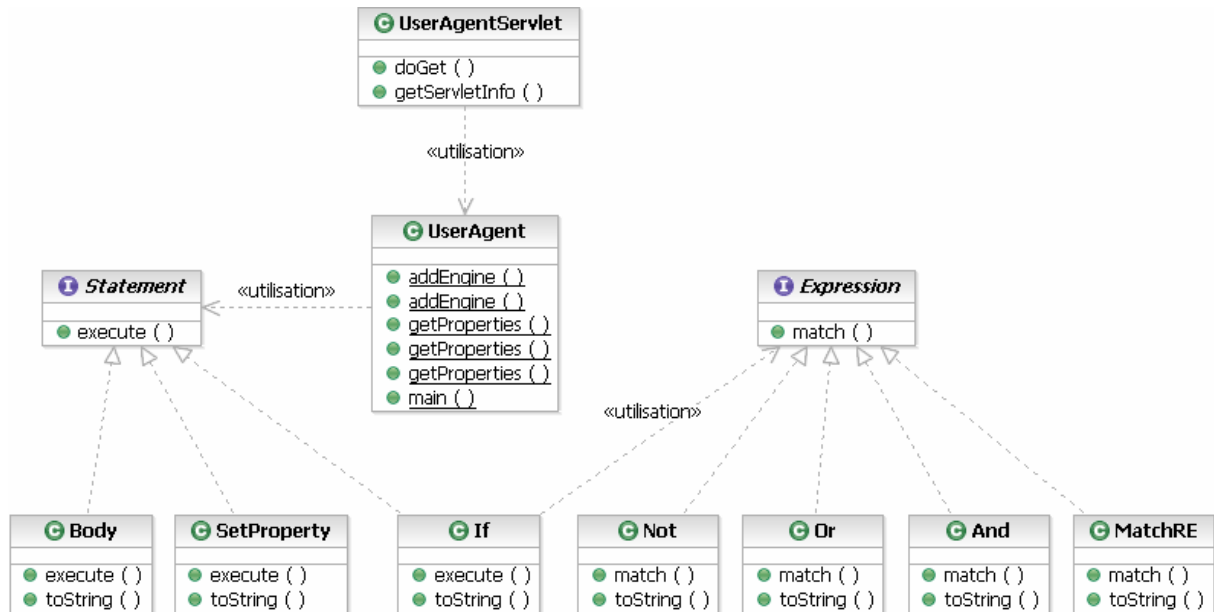 UserAgentServlet
doGet ( )
getServletInfo ( )
«utilisation»
UserAgent
addEngine ( )
addEngine ( )
getProperties ( )
getProperties ( )
getProperties ( )
main ( )
Statement
execute ( )
«utilisation»
Expression
match ( )
«utilisation»
Body
execute ( )
toString ( )
SetProperty
execute ( )
toString ( )
If
execute ( )
toString ( )
Not
match ( )
toString ( )
Or
match ( )
toString ( )
And
match ( )
toString ( )
MatchRE
match ( )
toString ( )